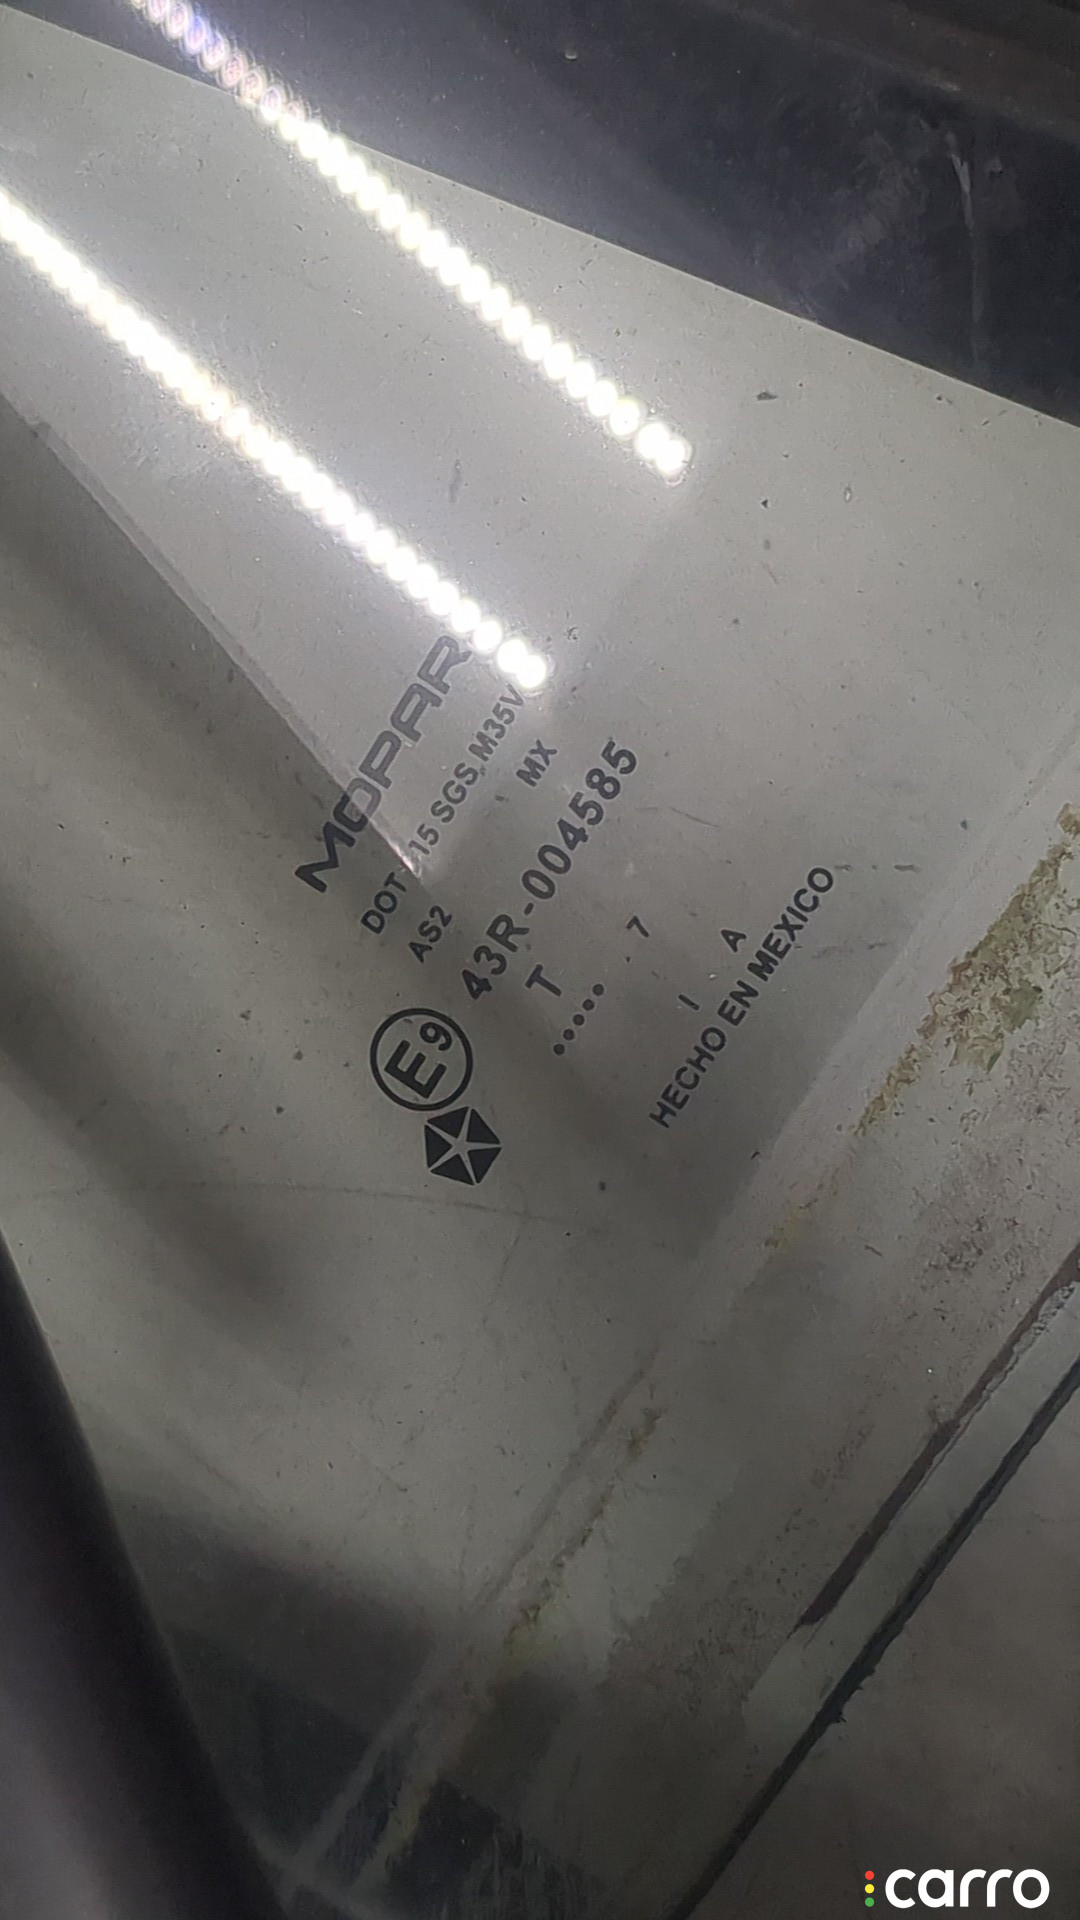 MOPAR
DOT-15 SGS M35V
AS2 MX
E9 43R-004585
T
..... 7
I A
HECHO EN MEXICO
carro